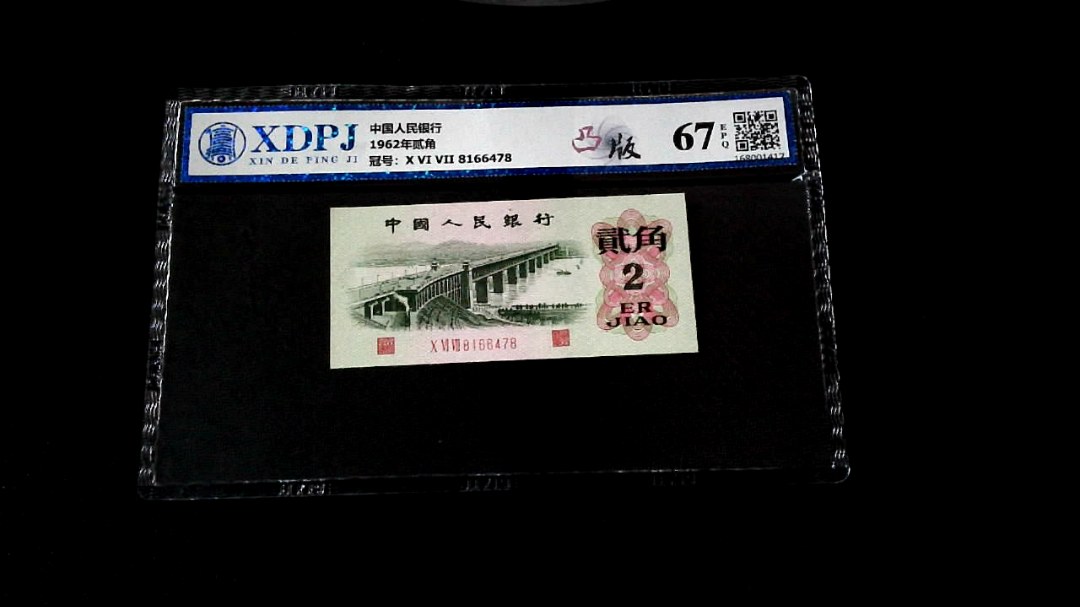 XDPJ
XIN DE PING JI
中国人民银行
1962年贰角
冠号: X VI VII 8166478
凸版
67
EPQ
168001417
中國人民銀行
貳角
2
ER
JIAO
X VI VII 8166478